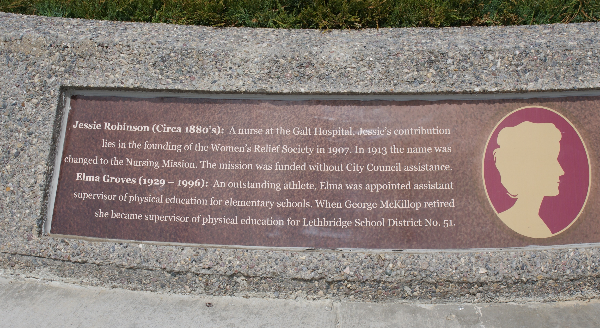 Jessie Robinson (Circa 1880's): A nurse at the Galt Hospital, Jessie's contribution
lies in the founding of the Women's Relief Society in 1907. In 1913 the name was
changed to the Nursing Mission. The mission was funded without City Council assistance.
Elma Groves (1929 – 1996): An outstanding athlete, Elma was appointed assistant
supervisor of physical education for elementary schools. When George McKillop retired
she became supervisor of physical education for Lethbridge School District No. 51.